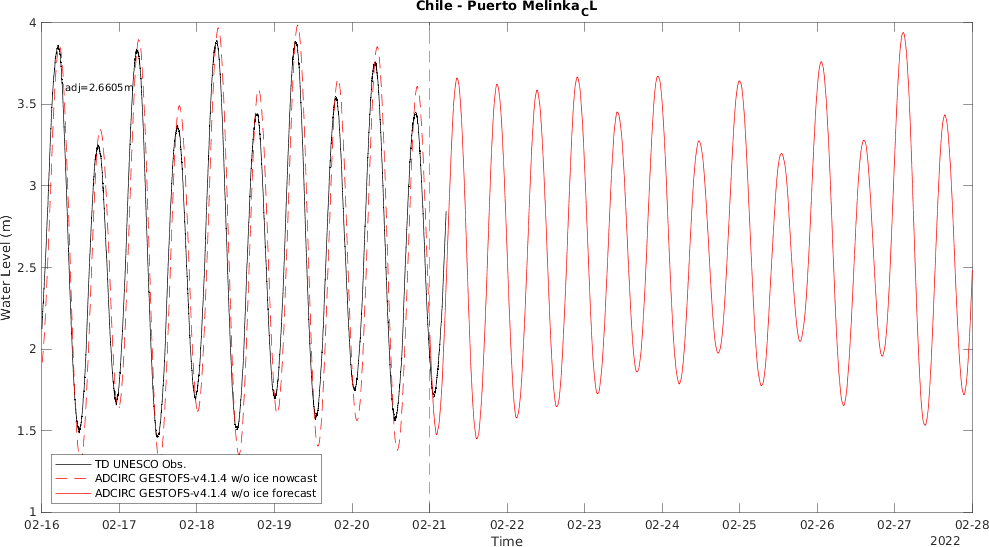 Chile - Puerto MelinkaCL
4
adj=2.6605m
3.5
3
2.5
2
1.5
1
Water Level (m)
TD UNESCO Obs.
ADCIRC GESTOFS-v4.1.4 w/o ice nowcast
ADCIRC GESTOFS-v4.1.4 w/o ice forecast
02-16 02-17 02-18 02-19 02-20 02-21 02-22 02-23 02-24 02-25 02-26 02-27 02-28
Time
2022